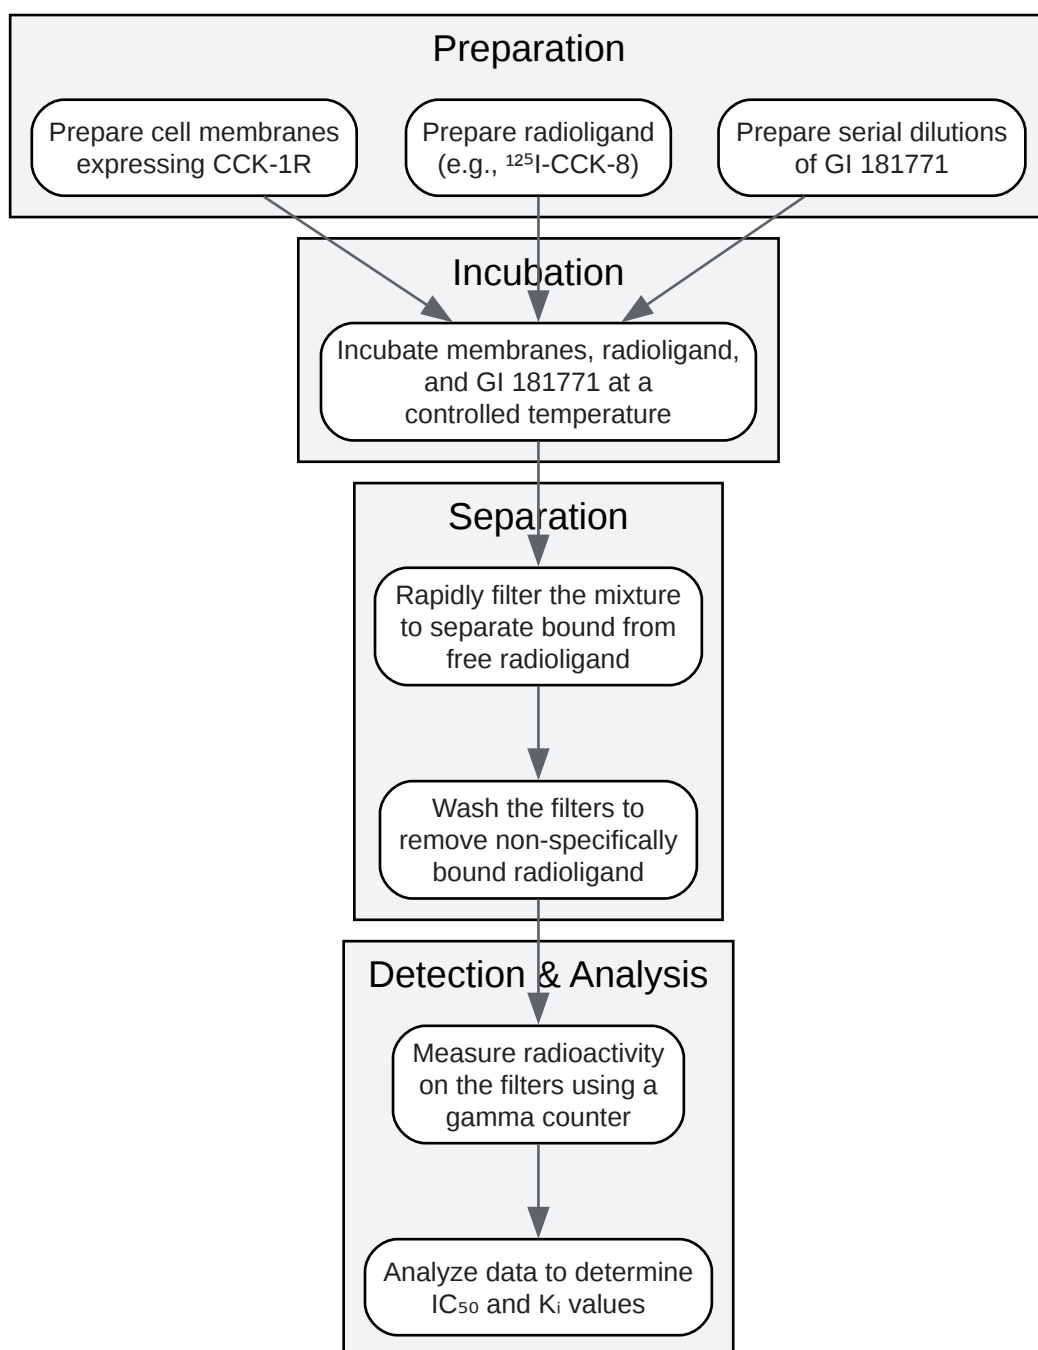 Preparation
Prepare cell membranes
expressing CCK-1R
Prepare radioligand
(e.g., ¹²⁵I-CCK-8)
Prepare serial dilutions
of GI 181771
Incubation
Incubate membranes, radioligand,
and GI 181771 at a
controlled temperature
Separation
Rapidly filter the mixture
to separate bound from
free radioligand
Wash the filters to
remove non-specifically
bound radioligand
Detection & Analysis
Measure radioactivity
on the filters using a
gamma counter
Analyze data to determine
IC₅₀ and Kᵢ values